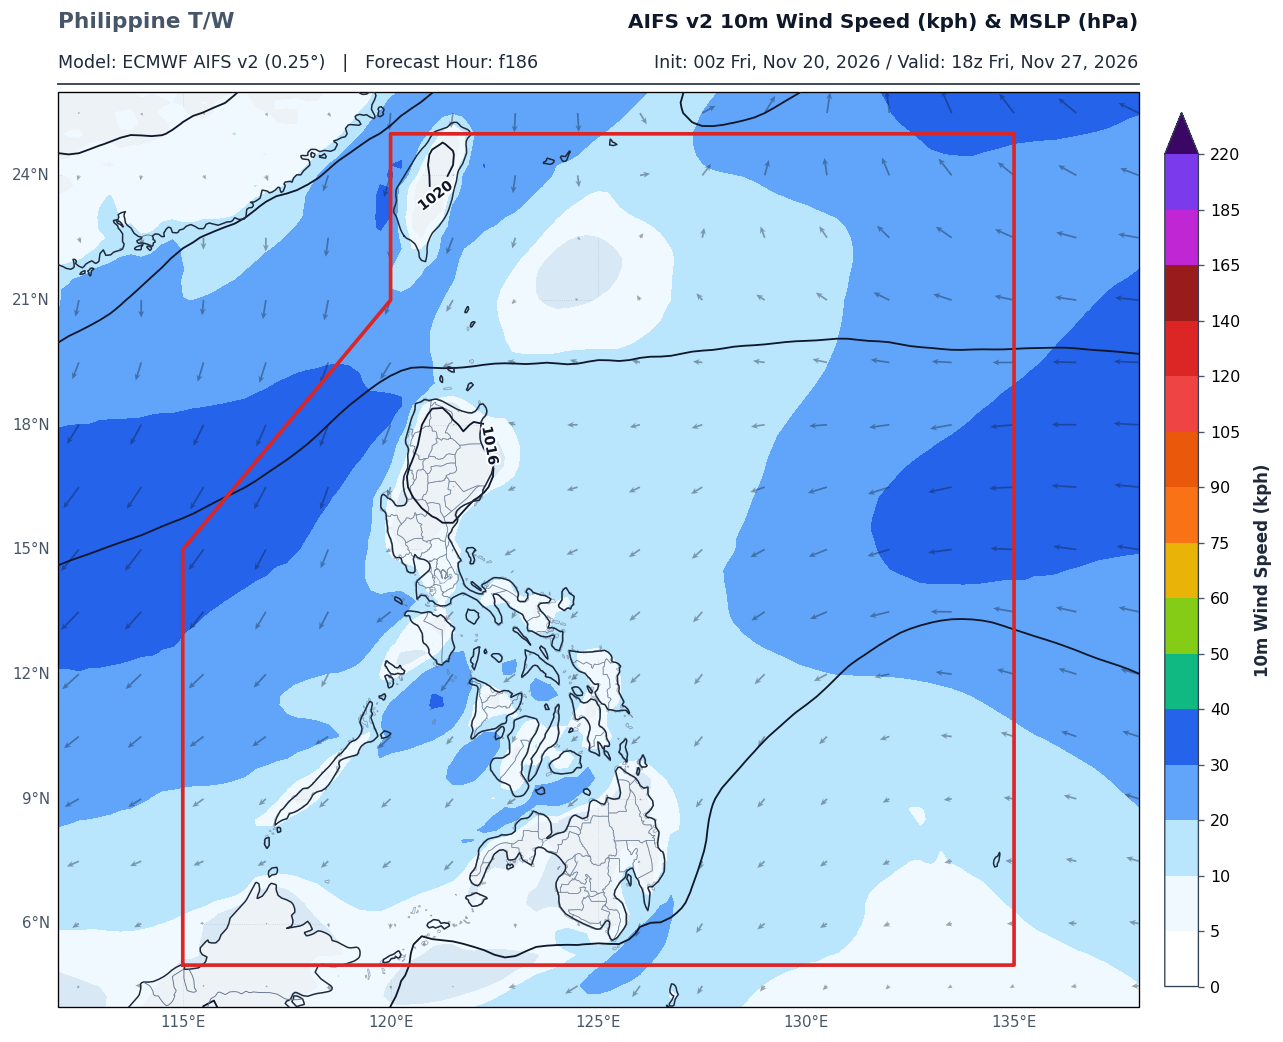 Philippine T/W
AIFS v2 10m Wind Speed (kph) & MSLP (hPa)
Model: ECMWF AIFS v2 (0.25°) | Forecast Hour: f186
Init: 00z Fri, Nov 20, 2026 / Valid: 18z Fri, Nov 27, 2026
24°N
21°N
18°N
15°N
12°N
9°N
6°N
1020
1016
115°E
120°E
125°E
130°E
135°E
220
185
165
140
120
105
90
75
60
50
40
30
20
10
5
0
10m Wind Speed (kph)